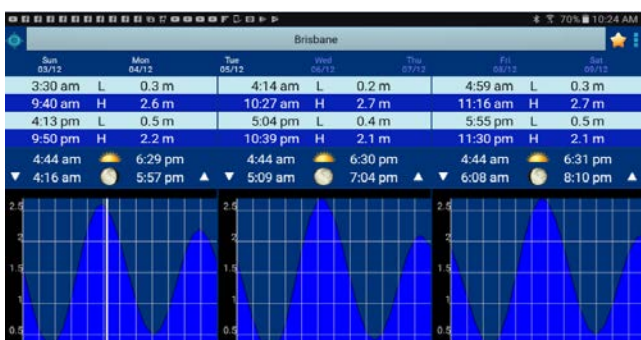 70% 10:24 AM
Brisbane
Sun Mon Tue Wed Thu Fri Sat
03/12 04/12 05/12 06/12 07/12 08/12 09/12
3:30 am L 0.3 m 4:14 am L 0.2 m 4:59 am L 0.3 m
9:40 am H 2.6 m 10:27 am H 2.7 m 11:16 am H 2.7 m
4:13 pm L 0.5 m 5:04 pm L 0.4 m 5:55 pm L 0.5 m
9:50 pm H 2.2 m 10:39 pm H 2.1 m 11:30 pm H 2.1 m
4:44 am 6:29 pm 4:44 am 6:30 pm 4:44 am 6:31 pm
▼ 4:16 am 5:57 pm ▲ ▼ 5:09 am 7:04 pm ▲ ▼ 6:08 am 8:10 pm ▲
2.5 2.5 2.5
2 2 2
1.5 1.5 1.5
1 1 1
0.5 0.5 0.5